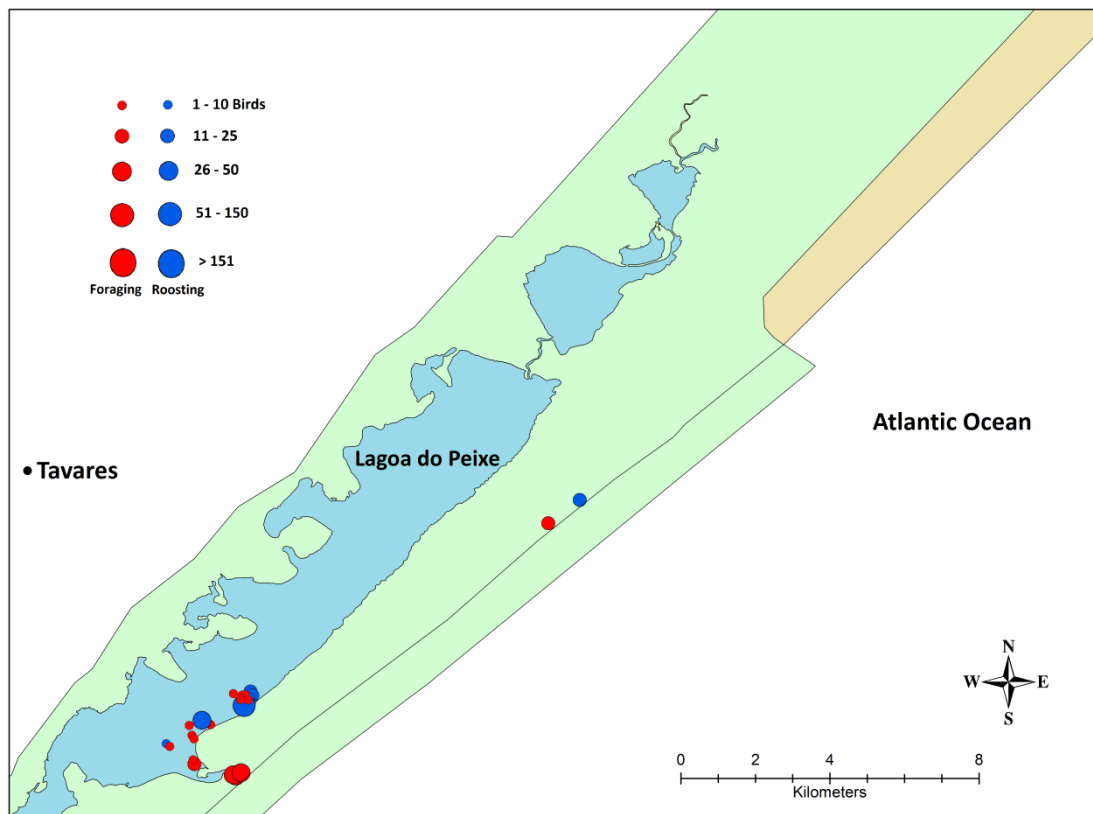 1 - 10 Birds
11 - 25
26 - 50
51 - 150
> 151
Foraging Roosting
Atlantic Ocean
Lagoa do Peixe
• Tavares
N
W E
S
0 2 4 6 8
Kilometers